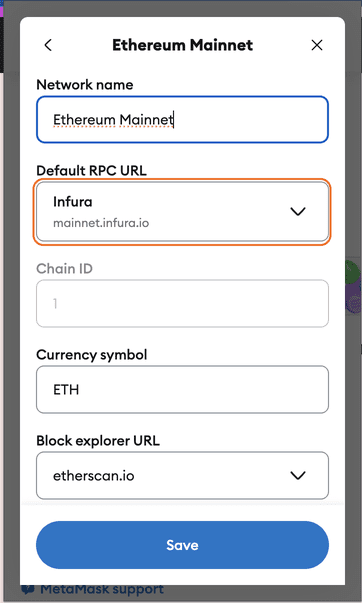 Ethereum Mainnet
Network name
Ethereum Mainnet
Default RPC URL
Infura
mainnet.infura.io
Chain ID
1
Currency symbol
ETH
Block explorer URL
etherscan.io
Save
MetaMask support